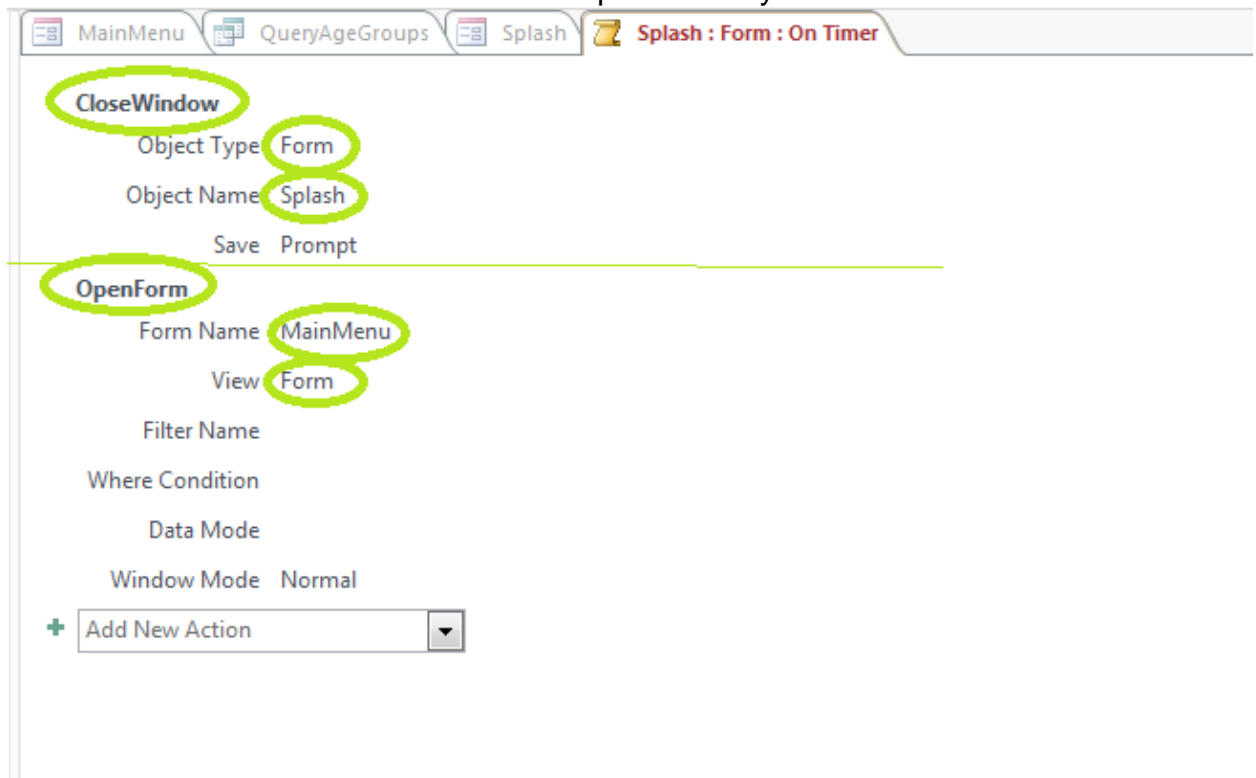 MainMenu QueryAgeGroups Splash Splash : Form : On Timer
CloseWindow
Object Type Form
Object Name Splash
Save Prompt
OpenForm
Form Name MainMenu
View Form
Filter Name
Where Condition
Data Mode
Window Mode Normal
Add New Action